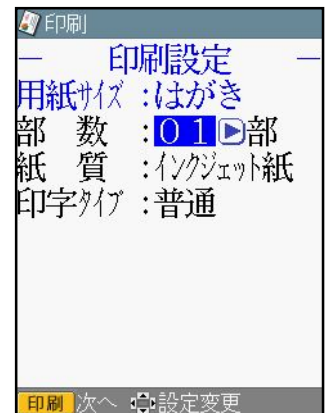 印刷
― 印刷設定 ―
用紙ｻｲｽﾞ:はがき
部　数　:０１部
紙　質　:ｲﾝｸｼﾞｪｯﾄ紙
印字ﾀｲﾌﾟ:普通
印刷 次へ 設定変更